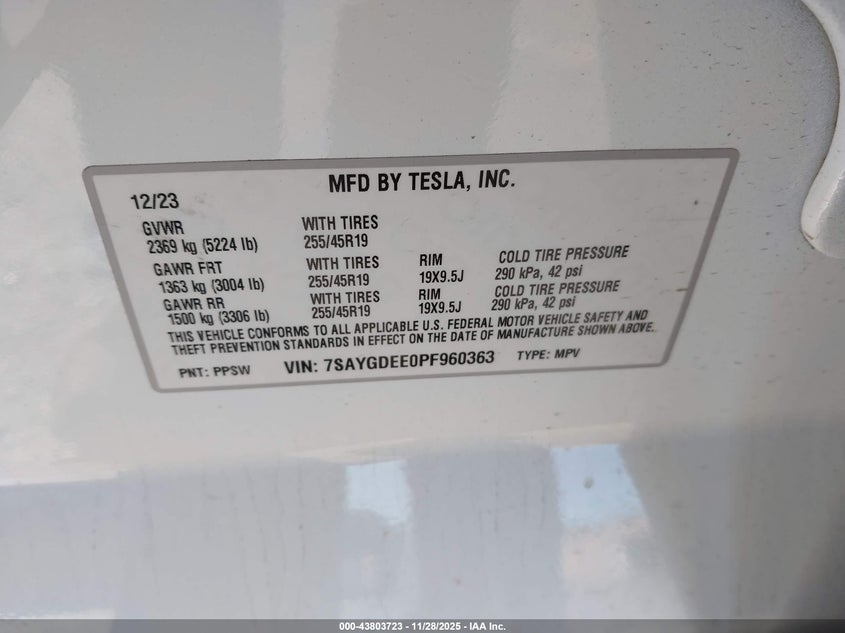 MFD BY TESLA, INC.
12/23
GVWR WITH TIRES
2369 kg (5224 lb) 255/45R19
GAWR FRT WITH TIRES RIM COLD TIRE PRESSURE
1363 kg (3004 lb) 255/45R19 19X9.5J 290 kPa, 42 psi
GAWR RR WITH TIRES RIM COLD TIRE PRESSURE
1500 kg (3306 lb) 255/45R19 19X9.5J 290 kPa, 42 psi
THIS VEHICLE CONFORMS TO ALL APPLICABLE U.S. FEDERAL MOTOR VEHICLE SAFETY AND
THEFT PREVENTION STANDARDS IN EFFECT ON THE DATE OF MANUFACTURE SHOWN ABOVE.
PNT: PPSW VIN: 7SAYGDEE0PF960363 TYPE: MPV
000-43803723 - 11/28/2025 - IAA Inc.